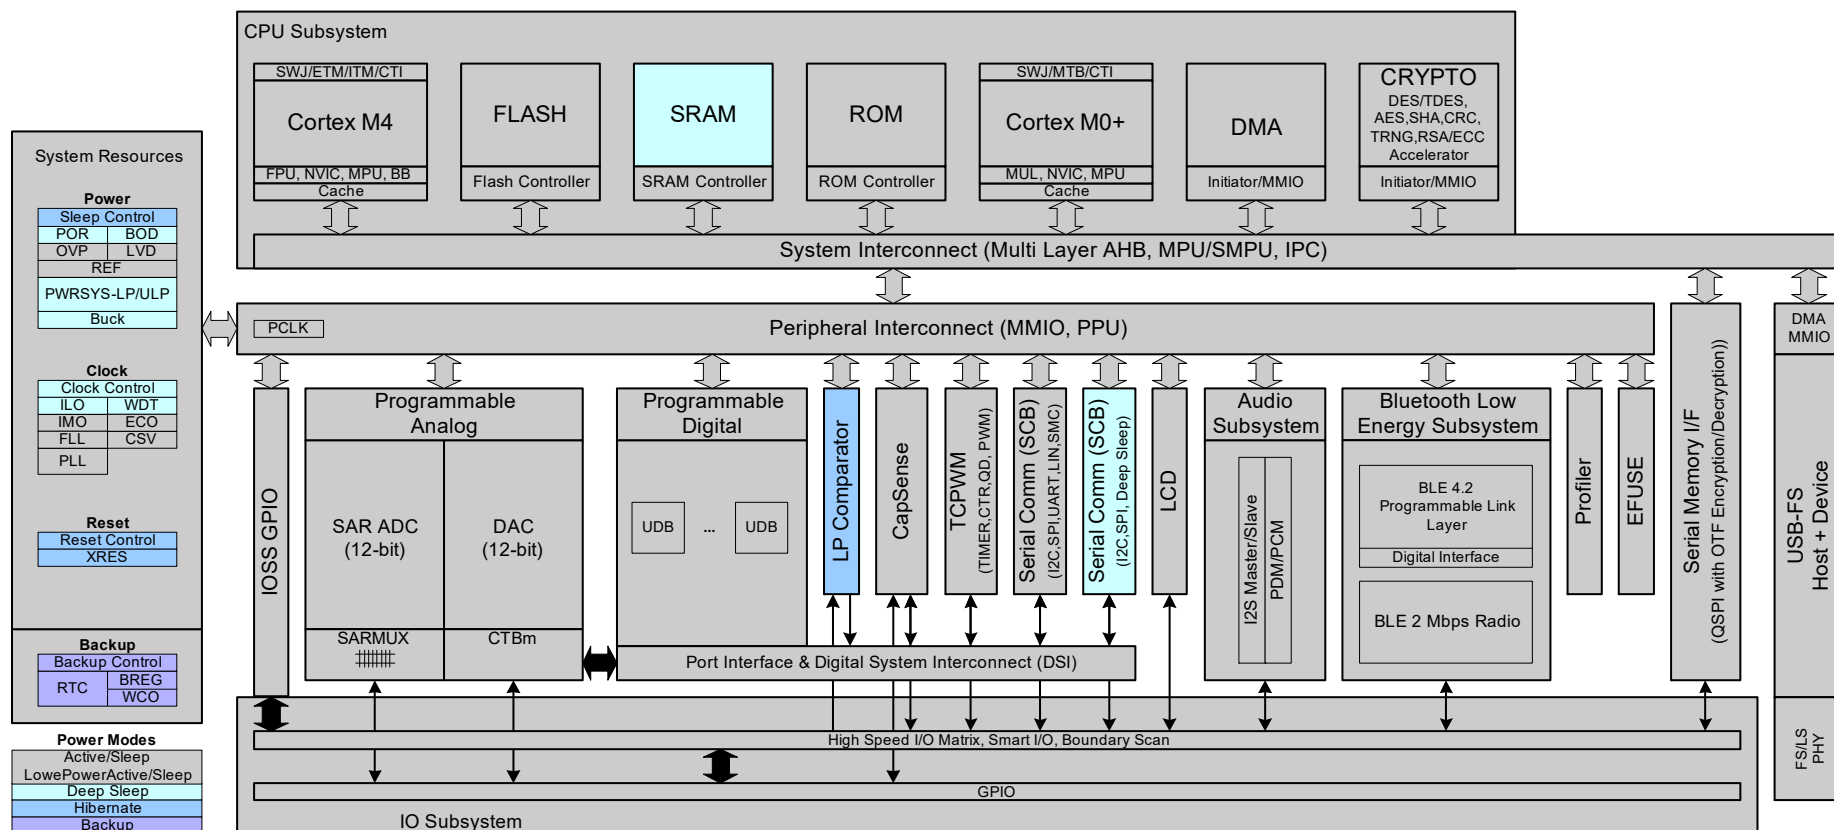 CPU Subsystem
SWJ/ETM/ITM/CTI
Cortex M4
FPU, NVIC, MPU, BB
Cache
FLASH
Flash Controller
SRAM
SRAM Controller
ROM
ROM Controller
SWJ/MTB/CTI
Cortex M0+
MUL, NVIC, MPU
Cache
DMA
Initiator/MMIO
CRYPTO
DES/TDES,
AES,SHA,CRC,
TRNG,RSA/ECC
Accelerator
Initiator/MMIO
System Interconnect (Multi Layer AHB, MPU/SMPU, IPC)
System Resources
Power
Sleep Control
POR
BOD
OVP
LVD
REF
PWRSYS-LP/ULP
Buck
Clock
Clock Control
ILO
WDT
IMO
ECO
FLL
CSV
PLL
Reset
Reset Control
XRES
Backup
Backup Control
RTC
BREG
WCO
Power Modes
Active/Sleep
LowePowerActive/Sleep
Deep Sleep
Hibernate
Backup
PCLK
Peripheral Interconnect (MMIO, PPU)
IOSS GPIO
Programmable
Analog
SAR ADC
(12-bit)
DAC
(12-bit)
SARMUX
CTBm
Programmable
Digital
UDB
...
UDB
LP Comparator
CapSense
TCPWM
(TIMER,CTR,QD, PWM)
Serial Comm (SCB)
(I2C,SPI,UART,LIN,SMC)
Serial Comm (SCB)
(I2C,SPI, Deep Sleep)
LCD
Audio
Subsystem
I2S Master/Slave
PDM/PCM
Bluetooth Low
Energy Subsystem
BLE 4.2
Programmable Link
Layer
Digital Interface
BLE 2 Mbps Radio
Profiler
EFUSE
Serial Memory I/F
(QSPI with OTF Encryption/Decryption))
DMA
MMIO
USB-FS
Host + Device
FS/LS
PHY
Port Interface & Digital System Interconnect (DSI)
High Speed I/O Matrix, Smart I/O, Boundary Scan
GPIO
IO Subsystem